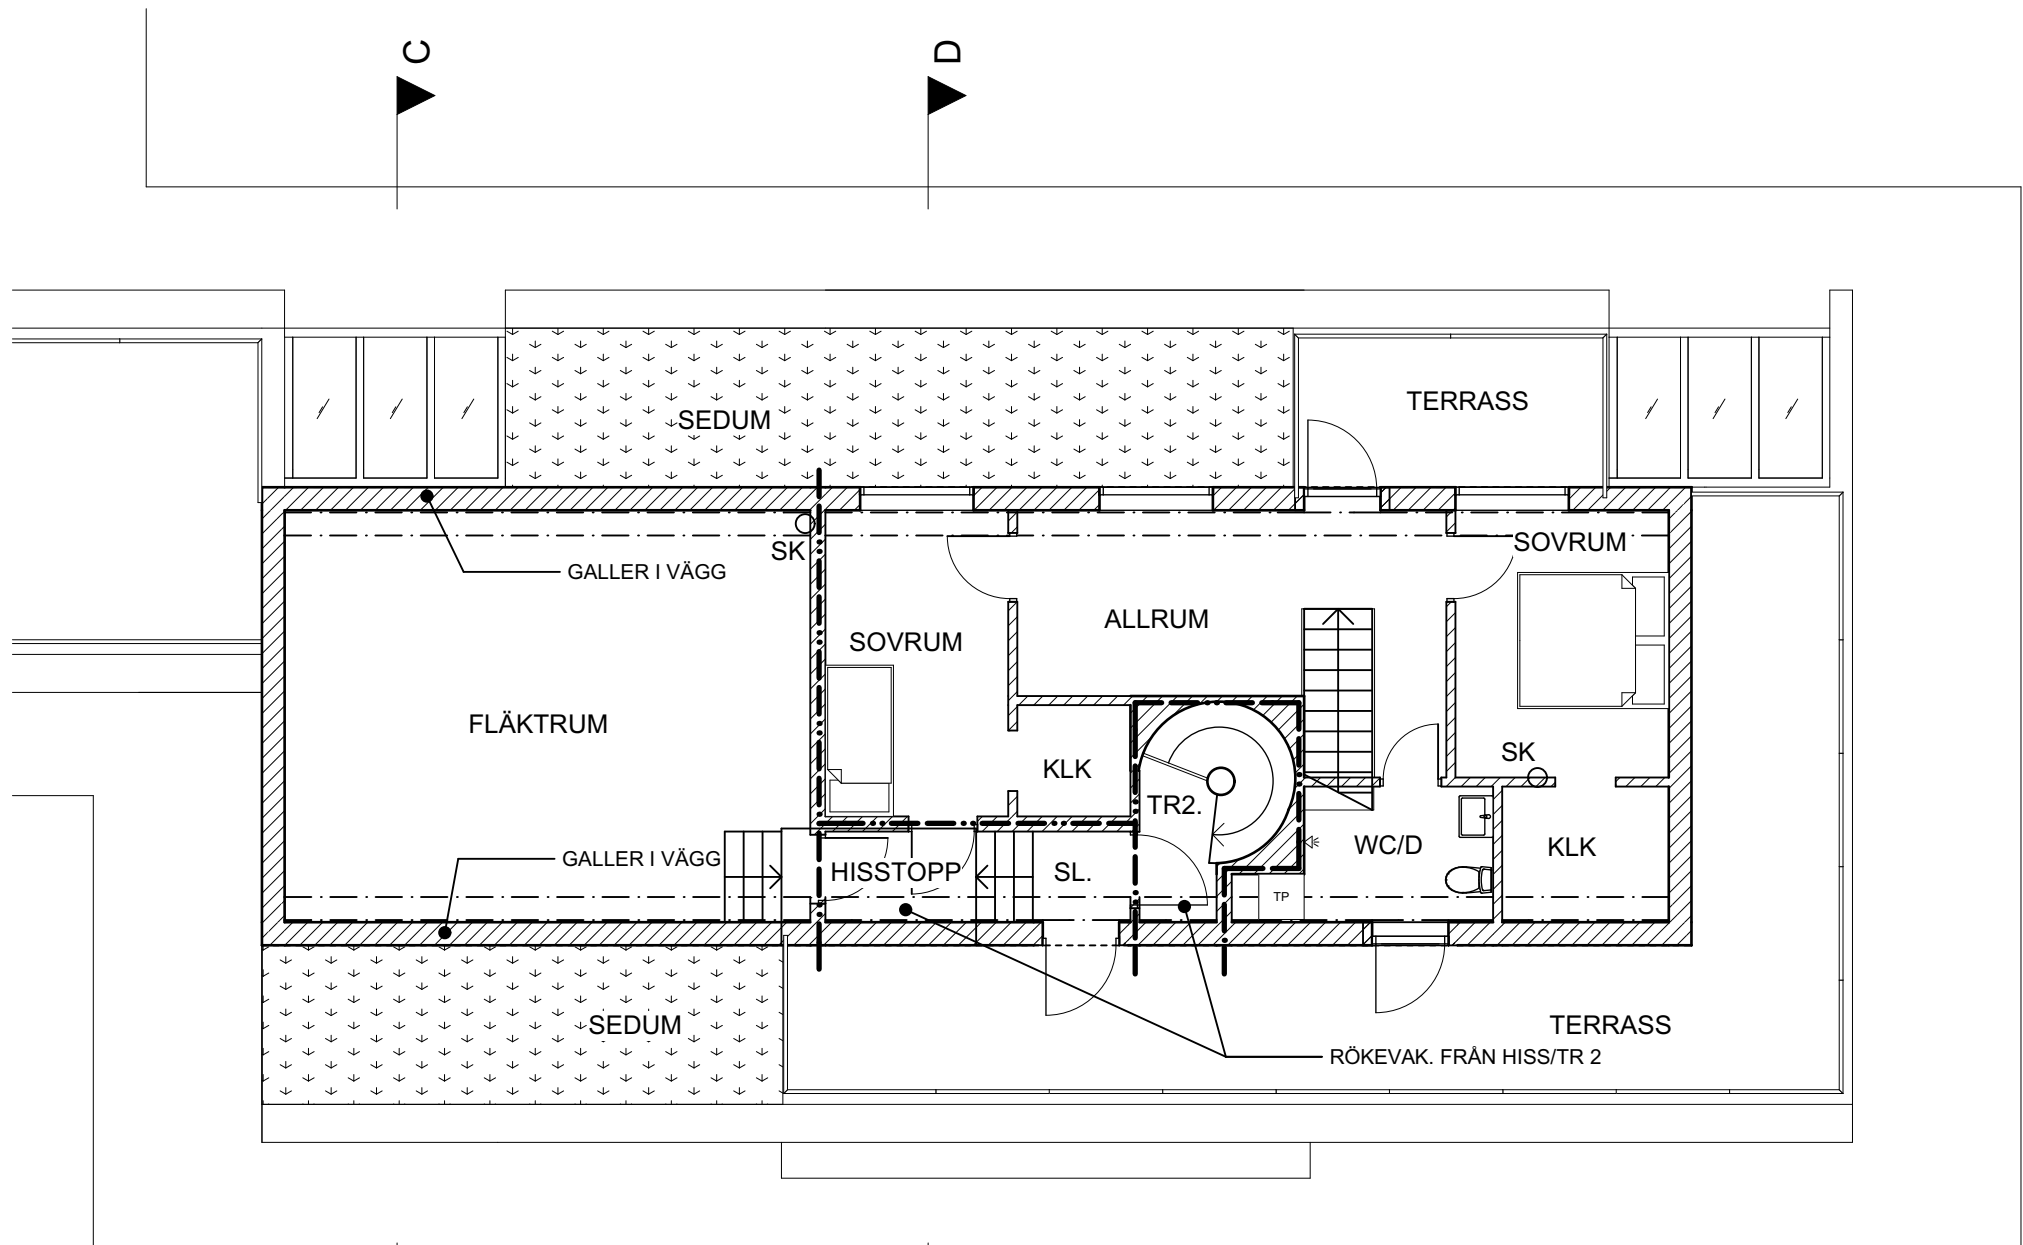 C
D
TERRASS
SEDUM
SOVRUM
SK
GALLER I VÄGG
ALLRUM
SOVRUM
FLÄKTRUM
SK
KLK
TR2.
WC/D
KLK
GALLER I VÄGG
HISSTOPP
SL.
TP
SEDUM
TERRASS
RÖKEVAK. FRÅN HISS/TR 2